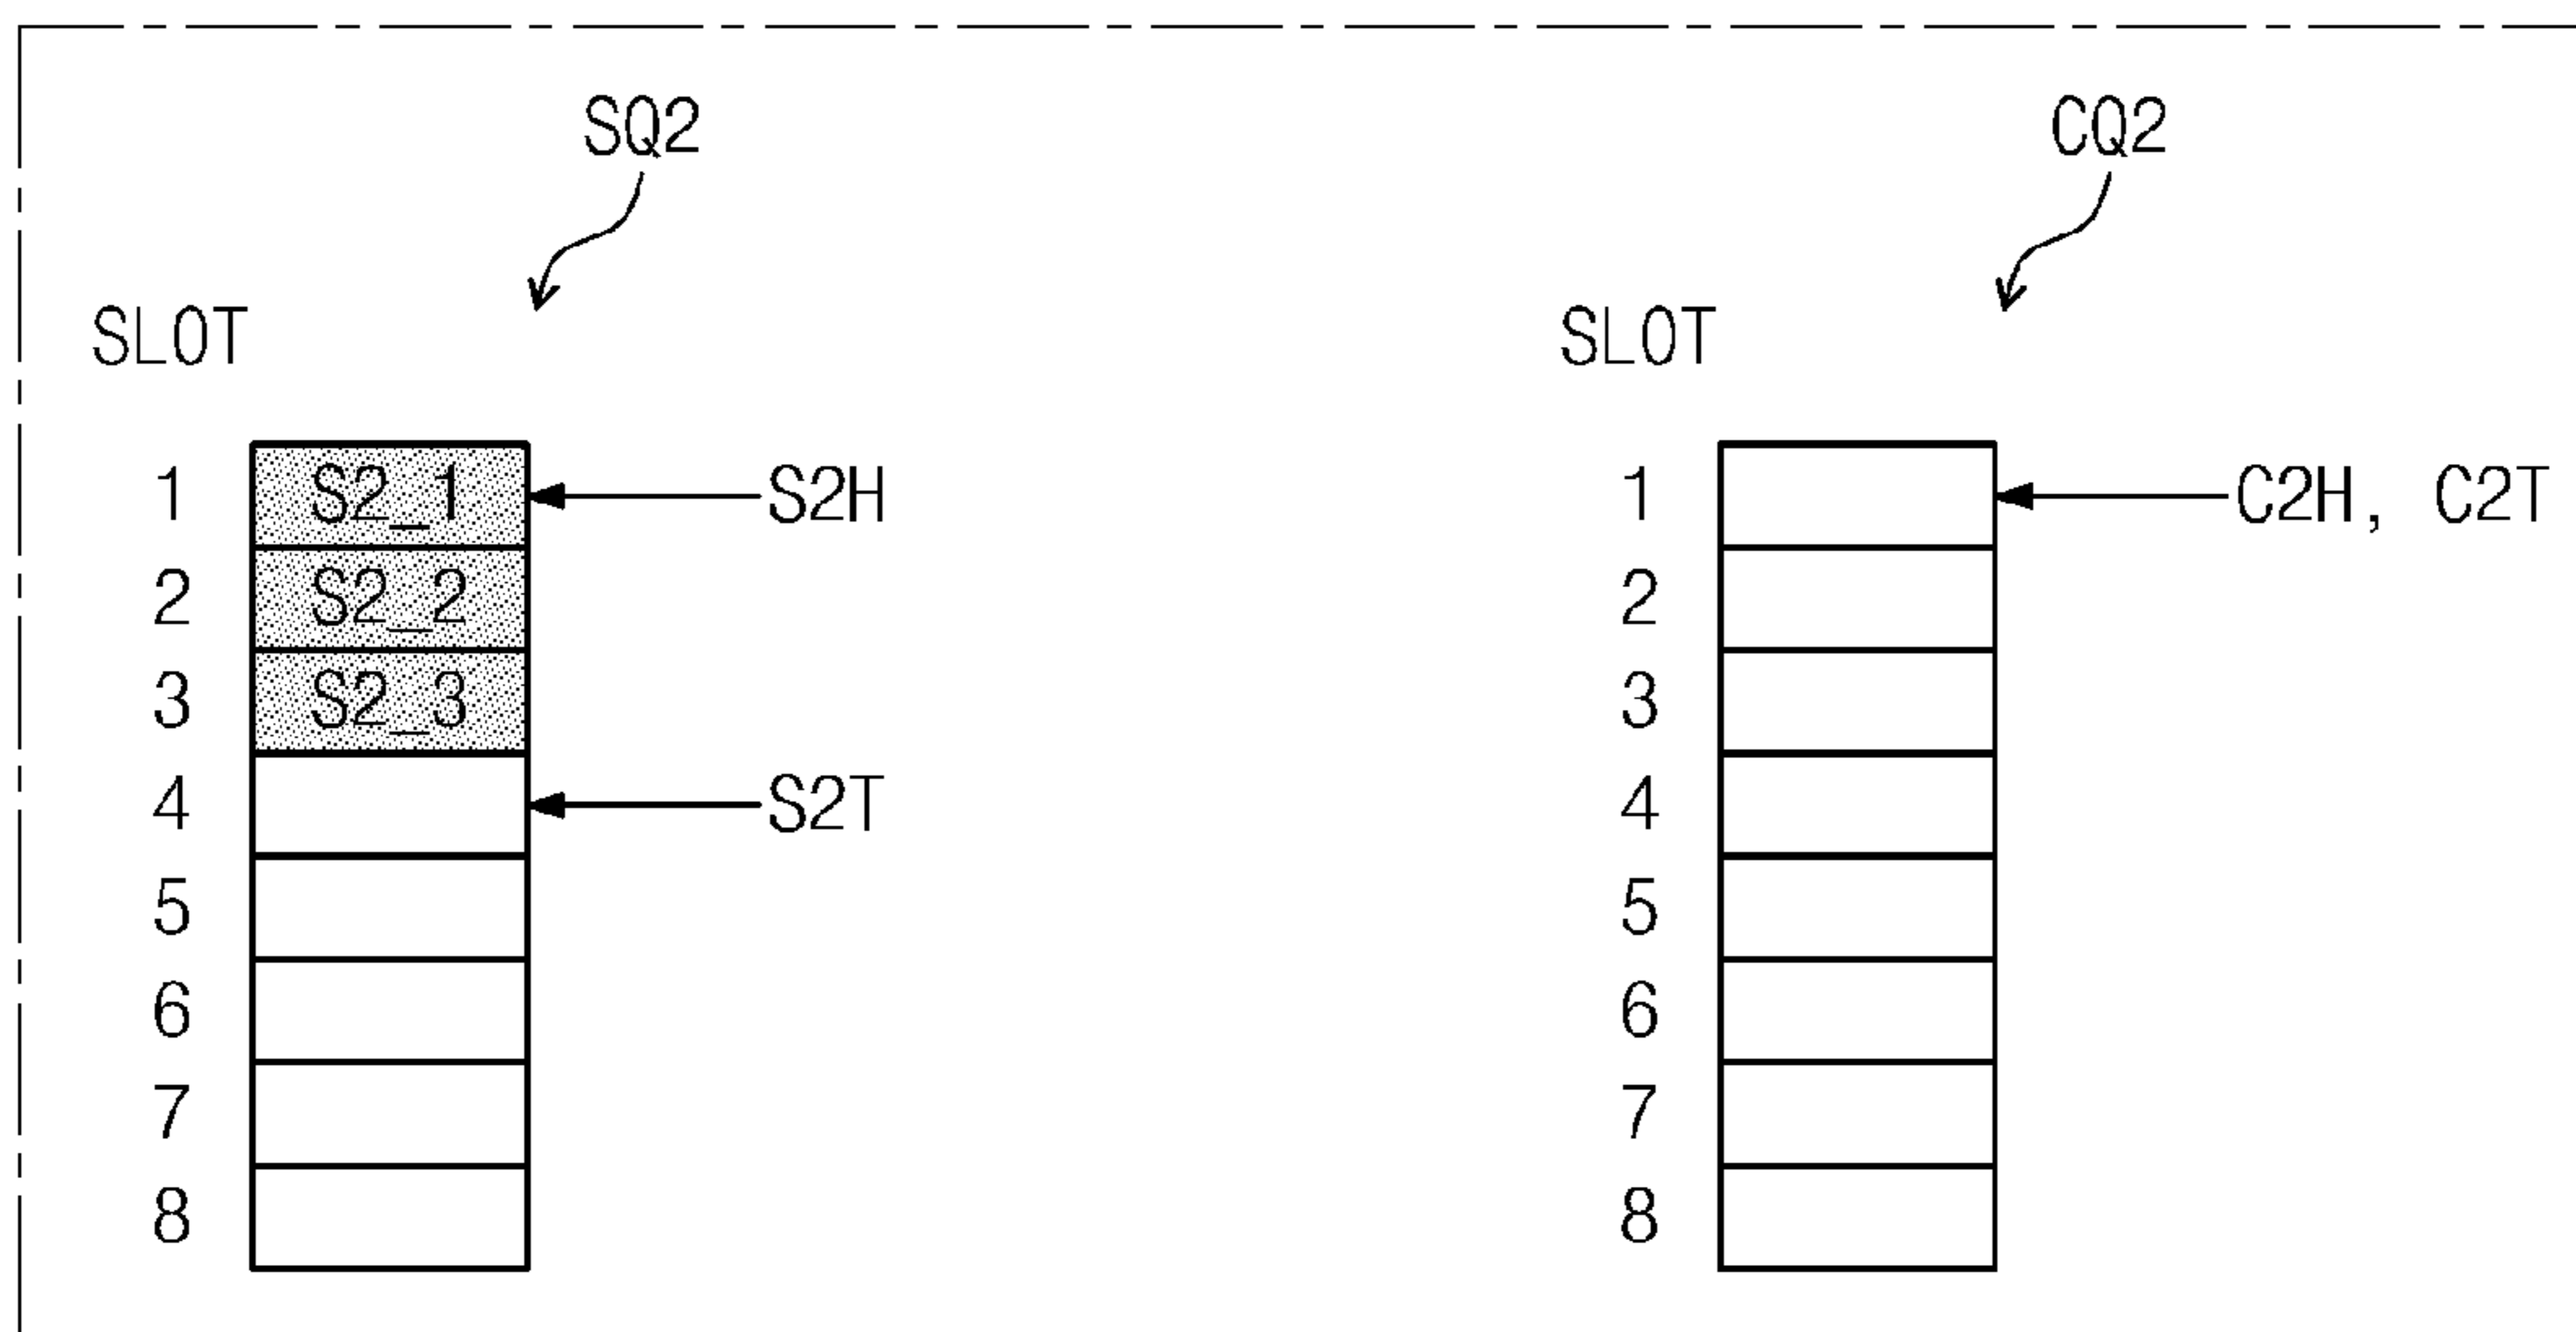 SQ2 CQ2
SLOT SLOT
1 S2_1 S2H 1 C2H, C2T
2 S2_2 2
3 S2_3 3
4 S2T 4
5 5
6 6
7 7
8 8